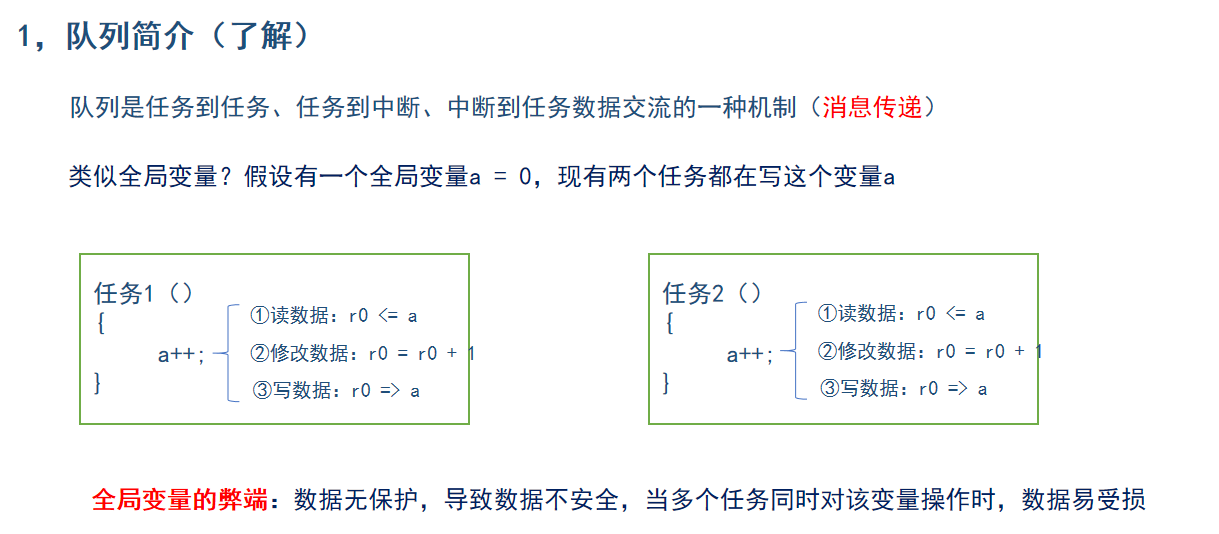 1，队列简介（了解）
队列是任务到任务、任务到中断、中断到任务数据交流的一种机制（消息传递）
类似全局变量？假设有一个全局变量a = 0，现有两个任务都在写这个变量a
任务1（）
{
a++;
}
①读数据：r0 <= a
②修改数据：r0 = r0 + 1
③写数据：r0 => a
任务2（）
{
a++;
}
①读数据：r0 <= a
②修改数据：r0 = r0 + 1
③写数据：r0 => a
全局变量的弊端：数据无保护，导致数据不安全，当多个任务同时对该变量操作时，数据易受损